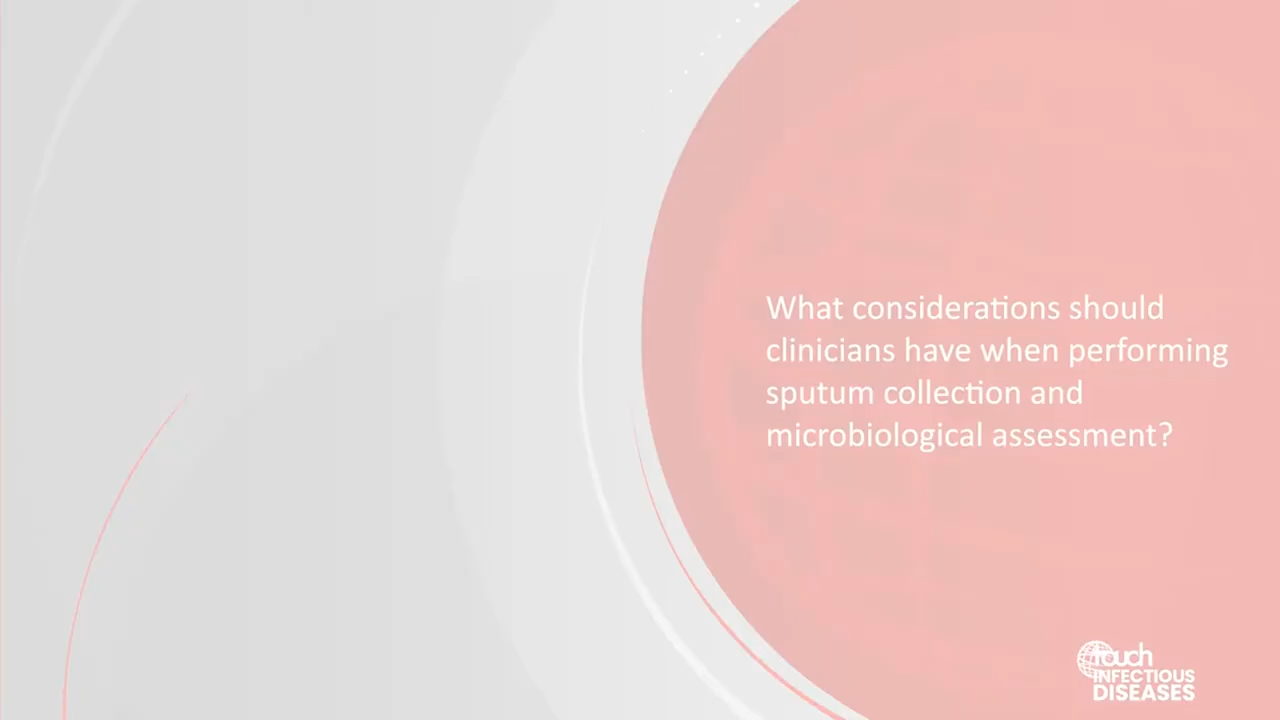 What considerations should
clinicians have when performing
sputum collection and
microbiological assessment?
touch
INFECTIOUS
DISEASES